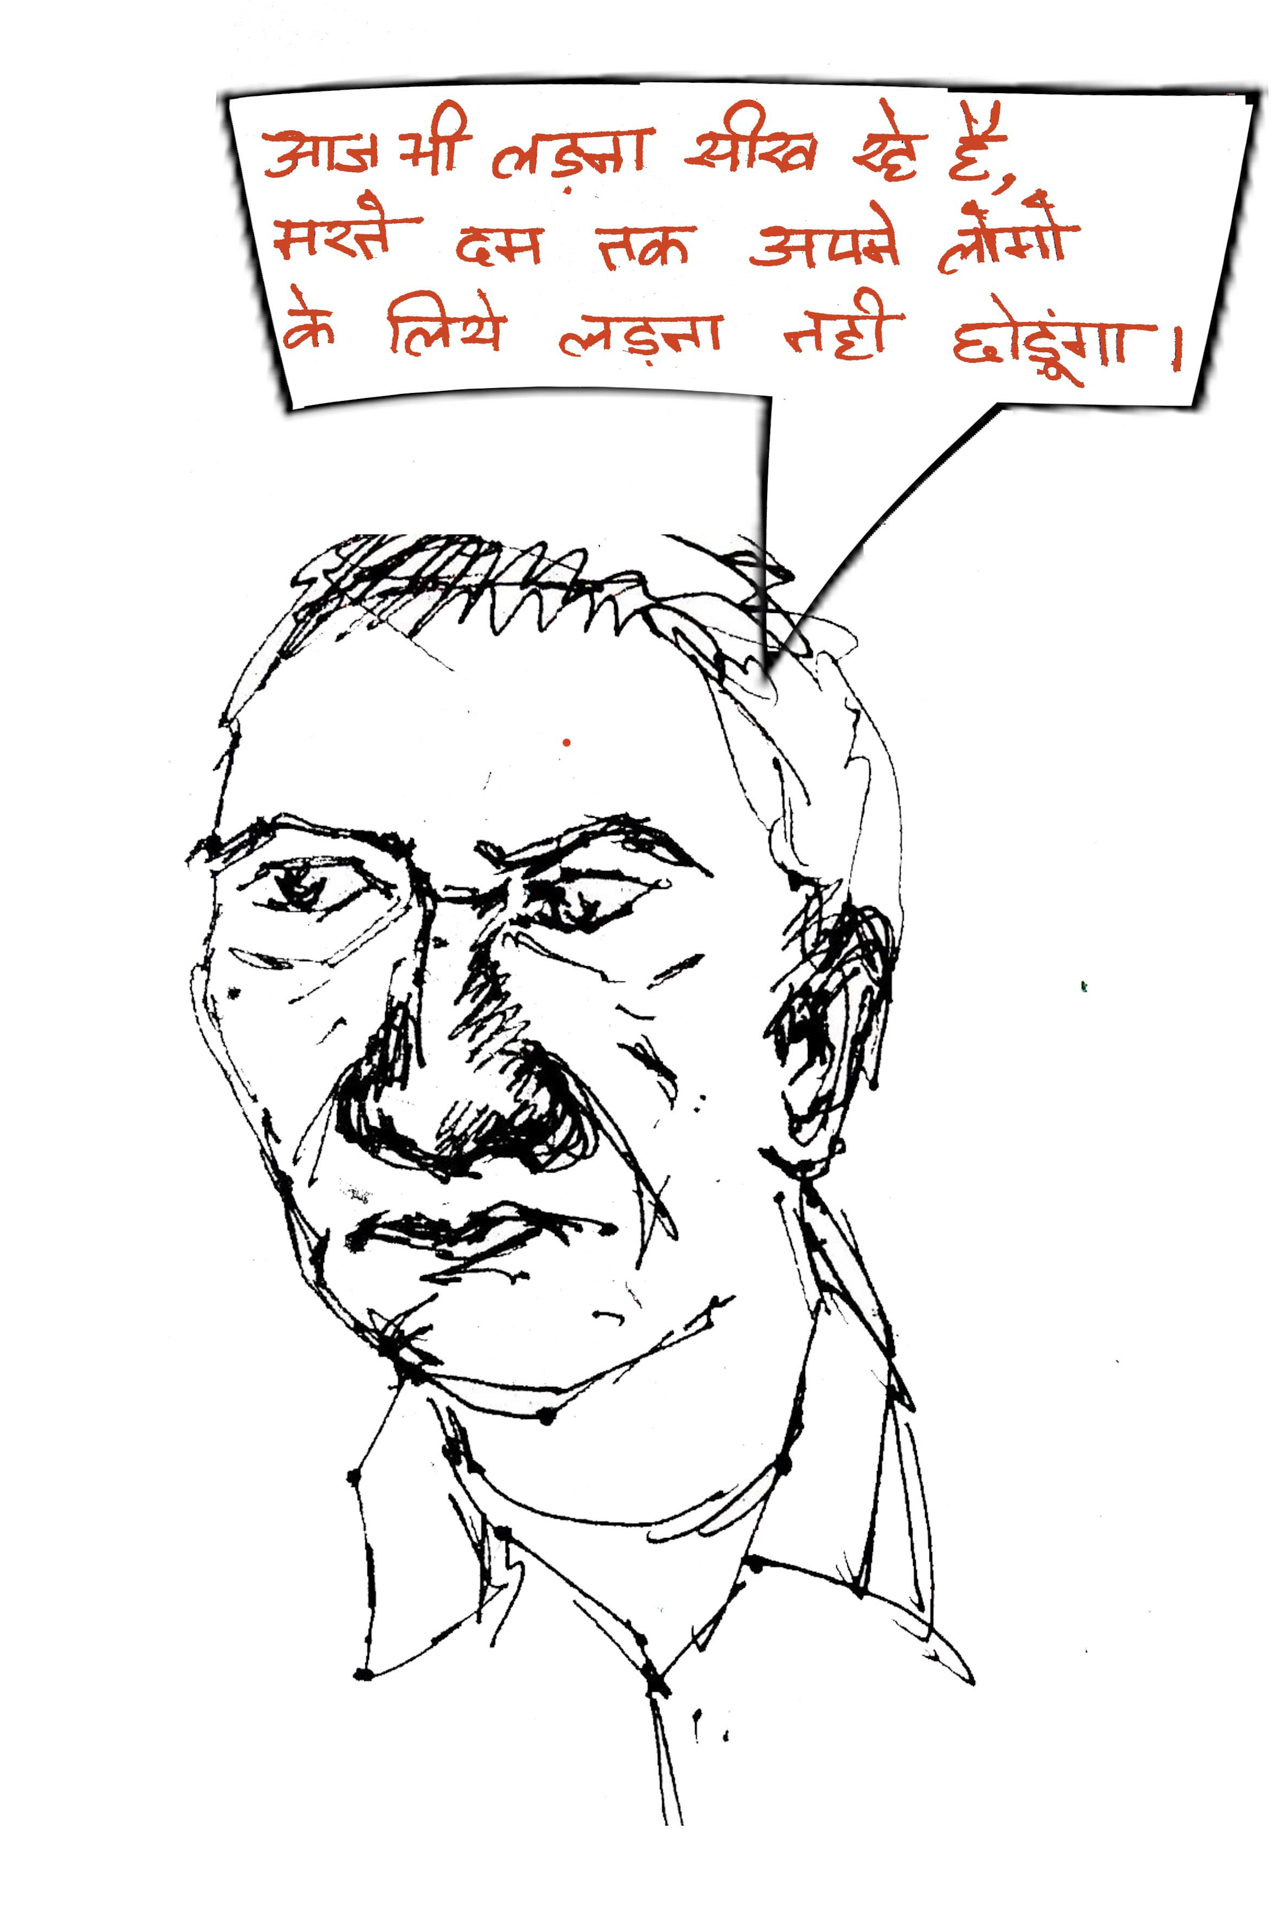 आज भी लड़ना सीख रहे हैं,
मरते दम तक अपने लोगों
के लिये लड़ना नही छोडूंगा।